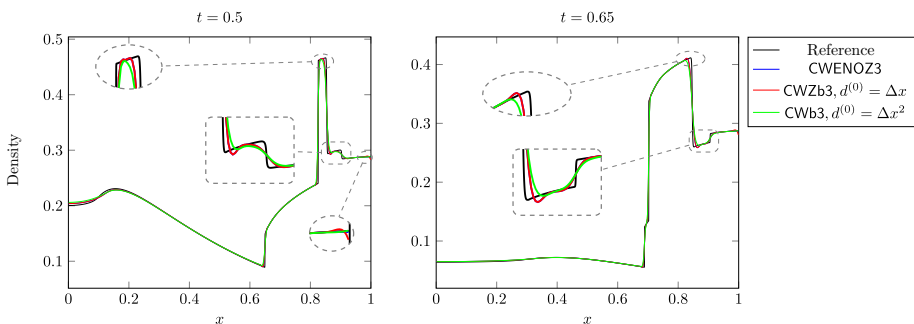 t = 0.5
t = 0.65
0.5
0.4
0.3
0.2
0.1
Density
0
0.2
0.4
0.6
0.8
1
x
0.4
0.3
0.2
0.1
0
0.2
0.4
0.6
0.8
1
x
Reference
CWENOZ3
CWZb3, d⁽⁰⁾ = Δx
CWb3, d⁽⁰⁾ = Δx²